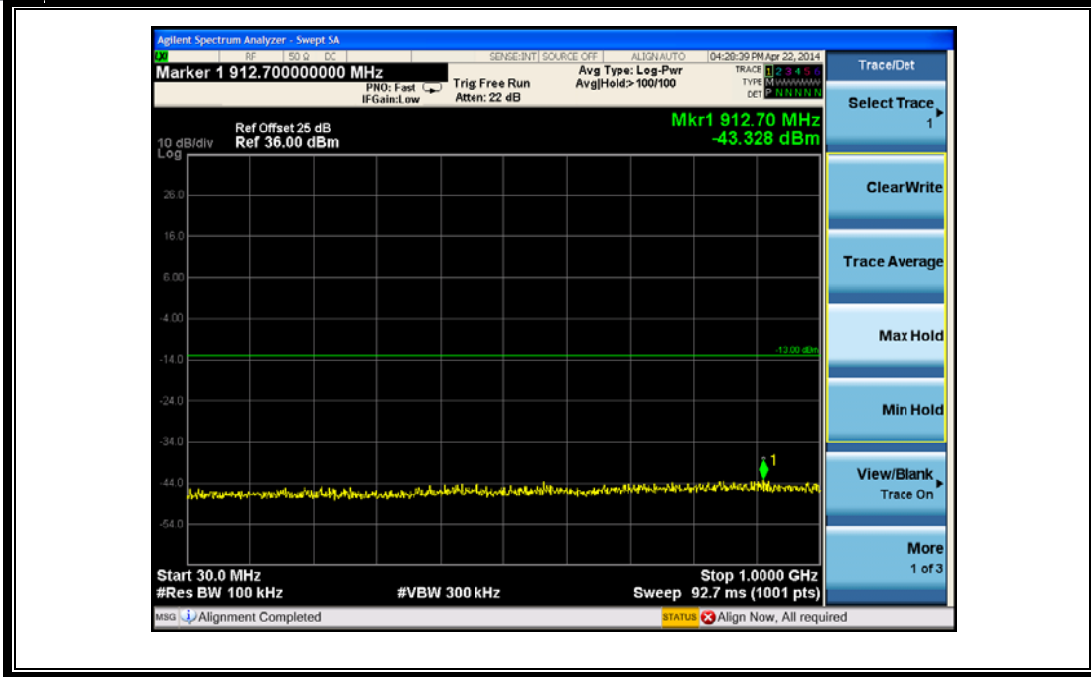 Agilent Spectrum Analyzer - Swept SA
LXI RF 50 Ω DC SENSE:INT SOURCE OFF ALIGN AUTO 04:28:39 PM Apr 22, 2014
Marker 1 912.700000000 MHz
PNO: Fast
IFGain:Low
Trig: Free Run
Atten: 22 dB
Avg Type: Log-Pwr
Avg|Hold:>100/100
TRACE 1 2 3 4 5 6
TYPE M WWWWW
DET P N N N N N
Mkr1 912.70 MHz
-43.328 dBm
Ref Offset 25 dB
10 dB/div Ref 36.00 dBm
Log
26.0
16.0
6.00
-4.00
-13.00 dBm
-14.0
-24.0
-34.0
1
-44.0
-54.0
Start 30.0 MHz Stop 1.0000 GHz
#Res BW 100 kHz #VBW 300 kHz Sweep 92.7 ms (1001 pts)
MSG Alignment Completed STATUS Align Now, All required
Trace/Det
Select Trace
1
Clear Write
Trace Average
Max Hold
Min Hold
View/Blank
Trace On
More
1 of 3